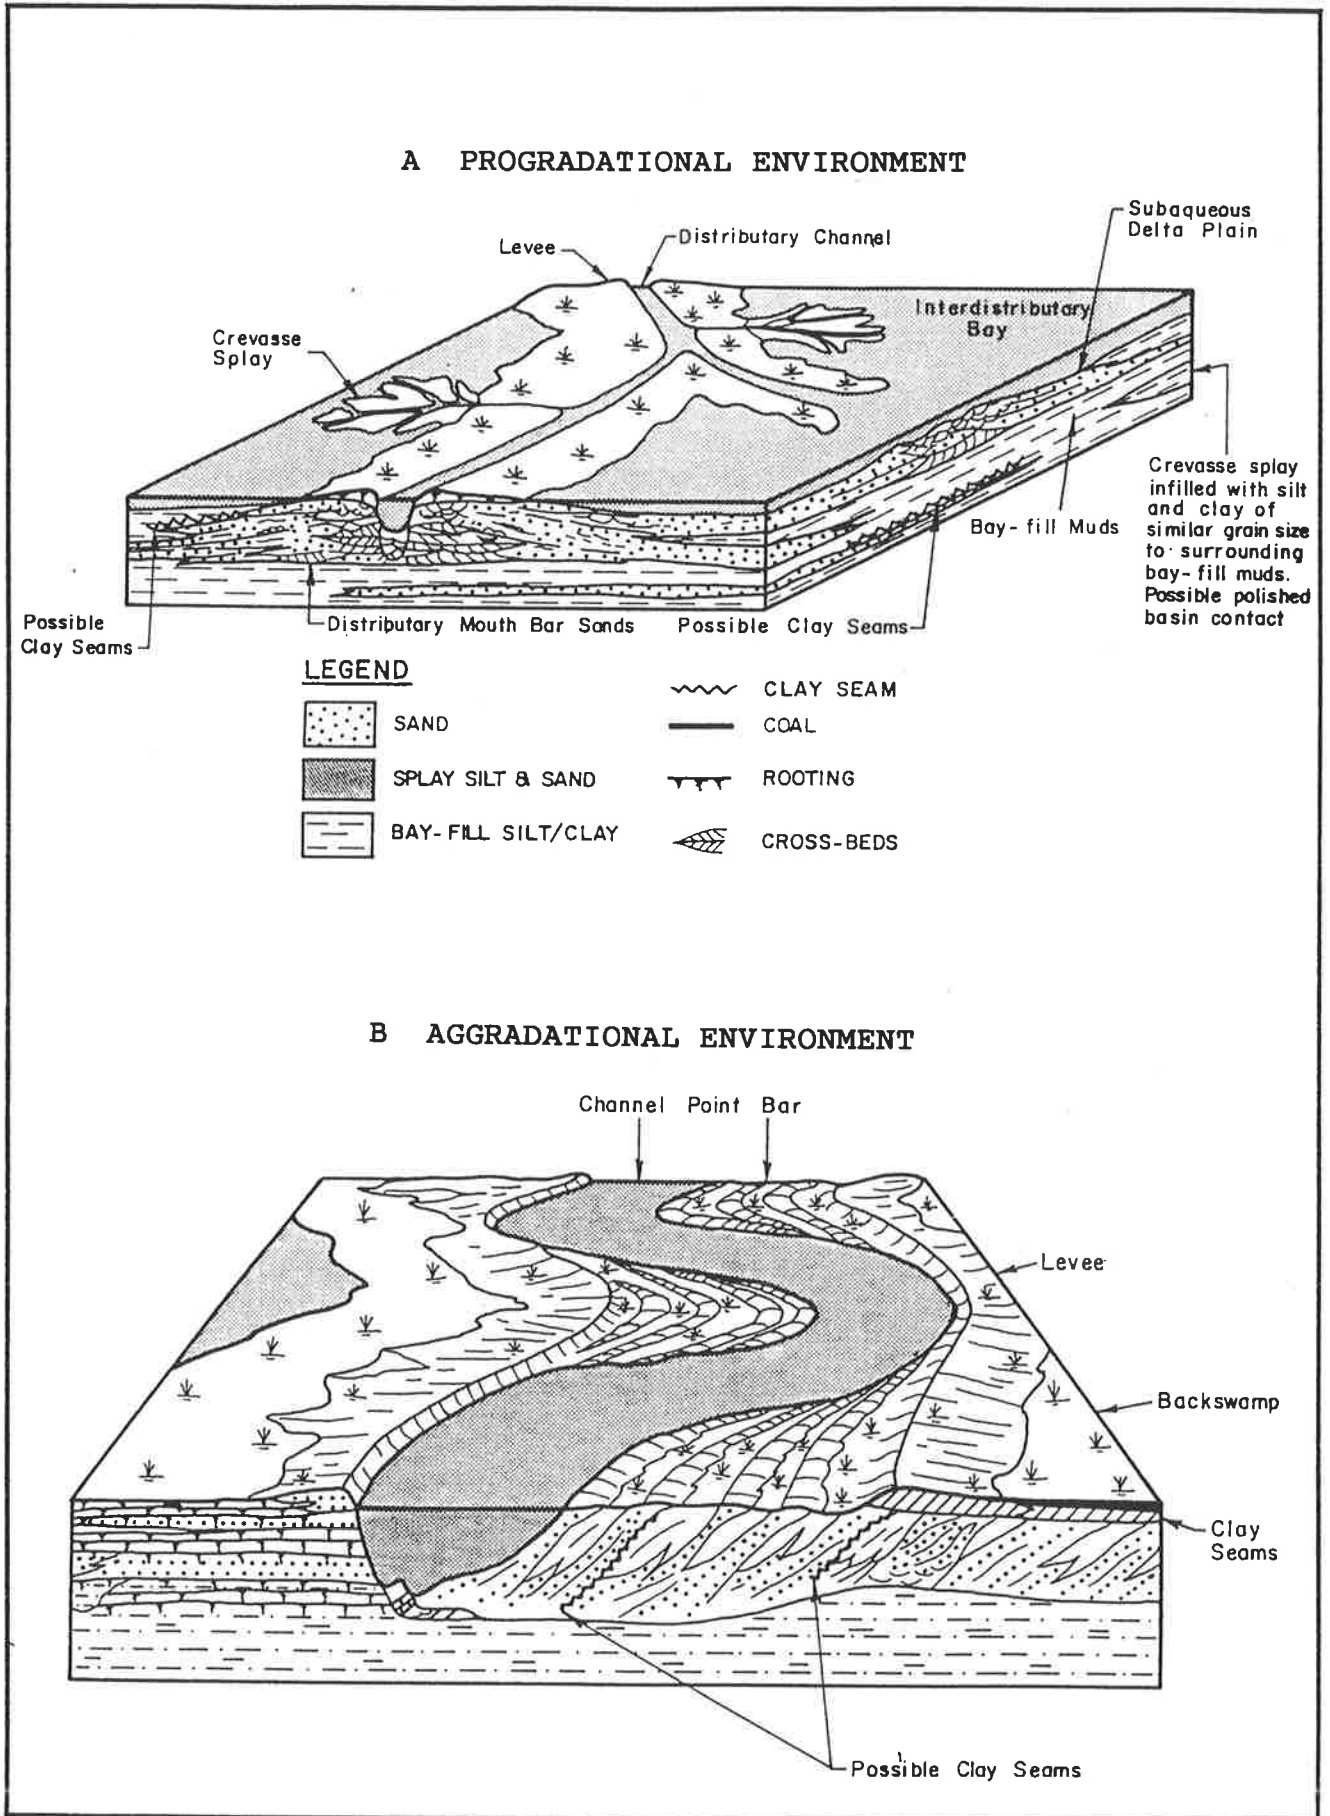 A PROGRADATIONAL ENVIRONMENT
Subaqueous
Delta Plain
Distributary Channel
Levee
Interdistributary
Bay
Crevasse
Splay
Crevasse splay
infilled with silt
and clay of
similar grain size
to surrounding
bay-fill muds.
Possible polished
basin contact
Bay-fill Muds
Possible
Clay Seams
Distributary Mouth Bar Sands
Possible Clay Seams
LEGEND
SAND
SPLAY SILT & SAND
BAY-FILL SILT/CLAY
CLAY SEAM
COAL
ROOTING
CROSS-BEDS
B AGGRADATIONAL ENVIRONMENT
Channel Point Bar
Levee
Backswamp
Clay
Seams
Possible Clay Seams